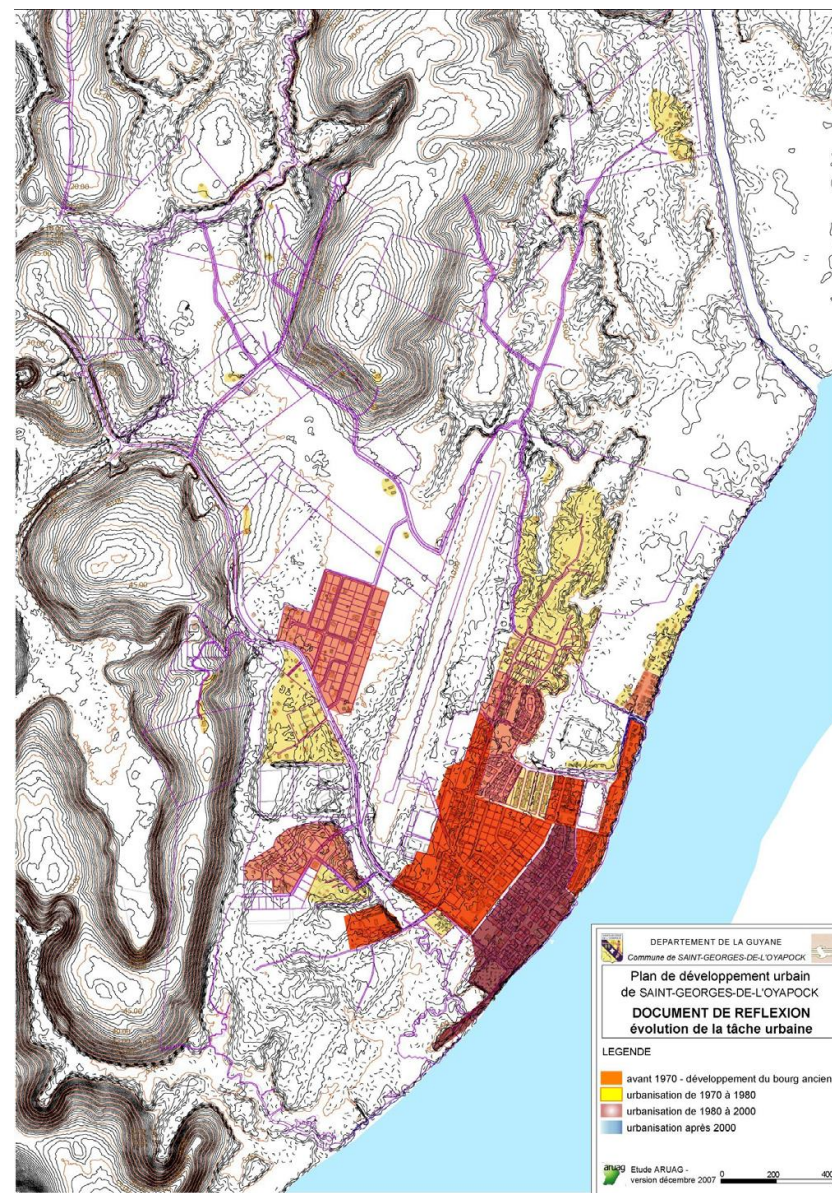 DEPARTEMENT DE LA GUYANE
Commune de SAINT-GEORGES-DE-L'OYAPOCK
Plan de développement urbain
de SAINT-GEORGES-DE-L'OYAPOCK
DOCUMENT DE REFLEXION
évolution de la tâche urbaine
LEGENDE
avant 1970 - développement du bourg ancien
urbanisation de 1970 à 1980
urbanisation de 1980 à 2000
urbanisation après 2000
aruag
Etude ARUAG -
version décembre 2007
0 200 400
45.00